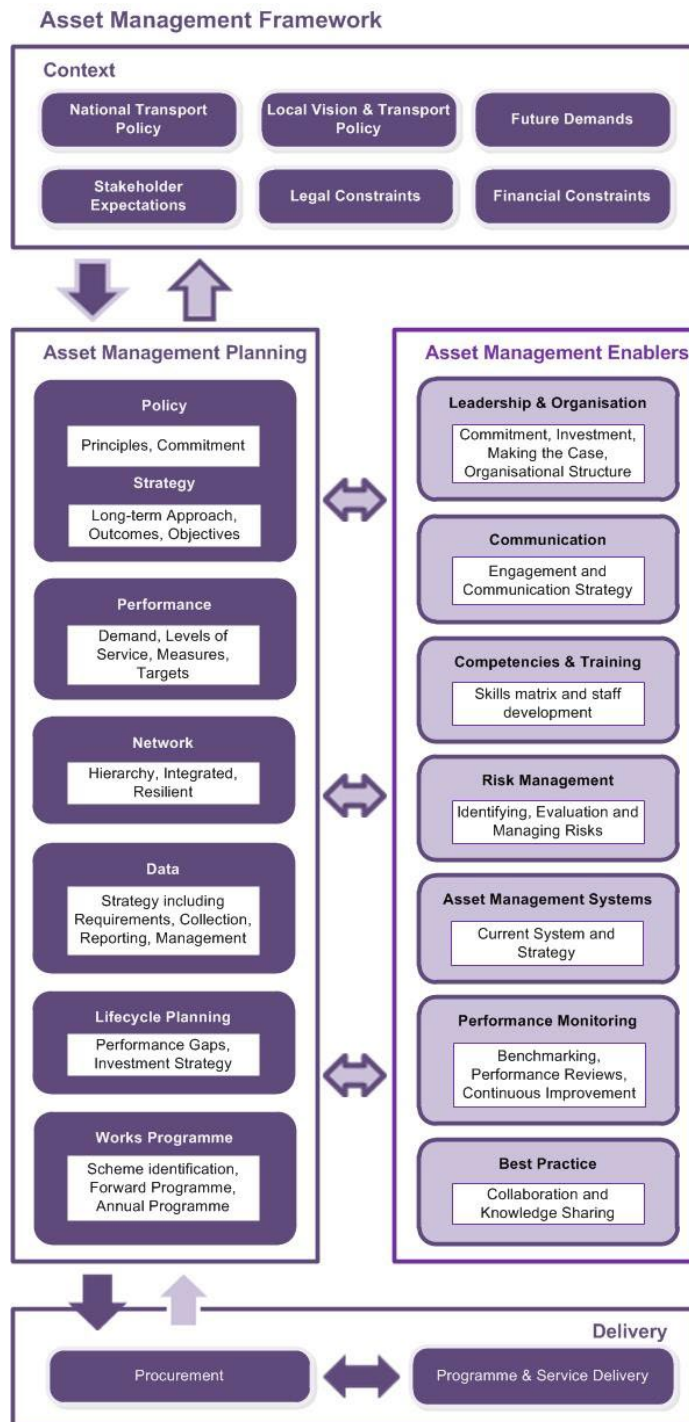 Asset Management Framework
Context
National Transport
Policy
Local Vision & Transport
Policy
Future Demands
Stakeholder
Expectations
Legal Constraints
Financial Constraints
Asset Management Planning
Policy
Principles, Commitment
Strategy
Long-term Approach,
Outcomes, Objectives
Performance
Demand, Levels of
Service, Measures,
Targets
Network
Hierarchy, Integrated,
Resilient
Data
Strategy including
Requirements, Collection,
Reporting, Management
Lifecycle Planning
Performance Gaps,
Investment Strategy
Works Programme
Scheme identification,
Forward Programme,
Annual Programme
Asset Management Enablers
Leadership & Organisation
Commitment, Investment,
Making the Case,
Organisational Structure
Communication
Engagement and
Communication Strategy
Competencies & Training
Skills matrix and staff
development
Risk Management
Identifying, Evaluation and
Managing Risks
Asset Management Systems
Current System and
Strategy
Performance Monitoring
Benchmarking,
Performance Reviews,
Continuous Improvement
Best Practice
Collaboration and
Knowledge Sharing
Delivery
Procurement
Programme & Service Delivery